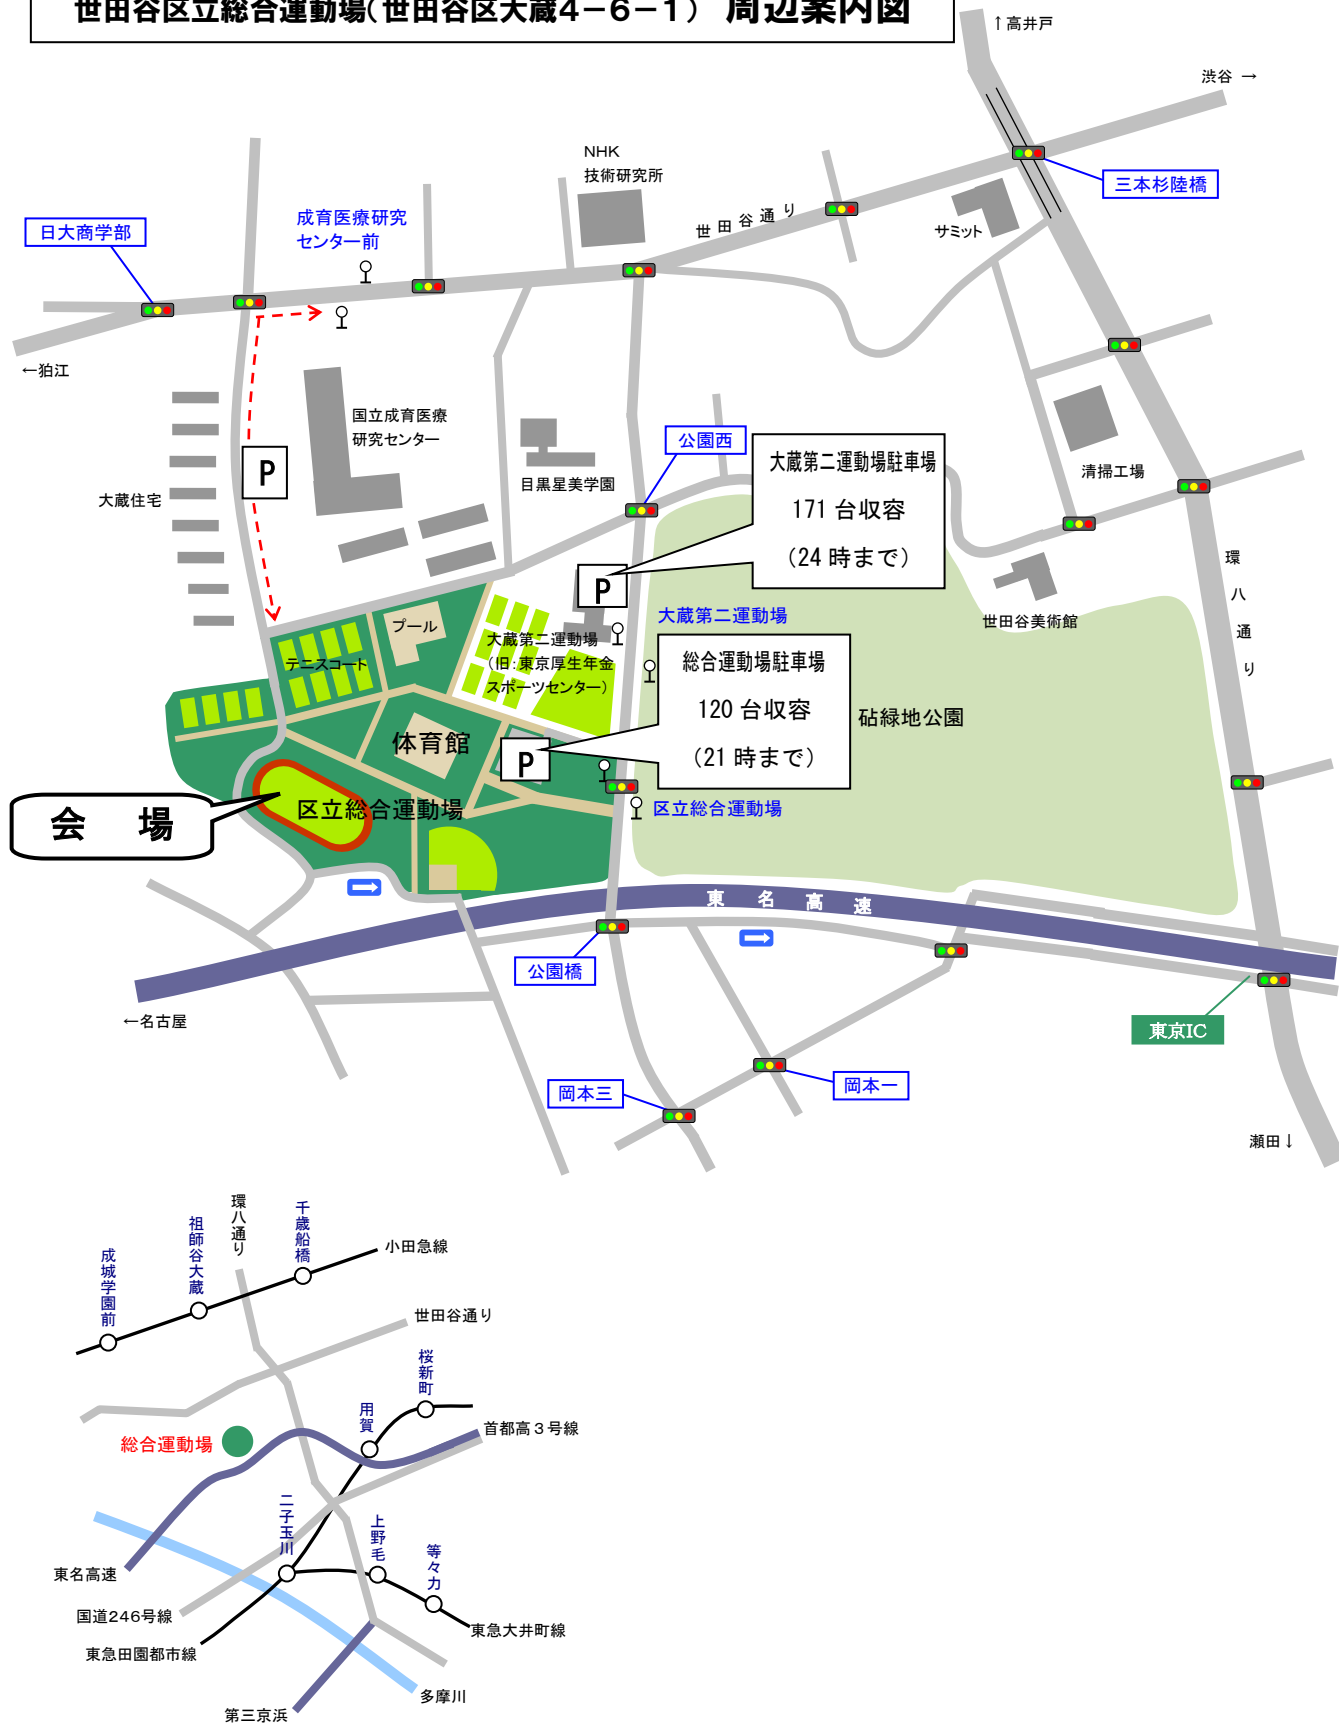 世田谷区立総合運動場(世田谷区大蔵4-6-1) 周辺案内図
↑高井戸
渋谷 →
NHK
技術研究所
三本杉陸橋
成育医療研究
センター前
日大商学部
世田谷通り
サミット
←狛江
国立成育医療
研究センター
公園西
大蔵第二運動場駐車場
171 台収容
(24 時まで)
P
目黒星美学園
清掃工場
大蔵住宅
環八通り
P
世田谷美術館
大蔵第二運動場
プール
大蔵第二運動場
(旧:東京厚生年金
スポーツセンター)
テニスコート
総合運動場駐車場
120 台収容
(21 時まで)
砧緑地公園
体育館
P
区立総合運動場
区立総合運動場
会 場
東名高速
公園橋
←名古屋
東京IC
岡本三
岡本一
瀬田↓
環八通り
千歳船橋
祖師谷大蔵
成城学園前
小田急線
世田谷通り
桜新町
用賀
首都高3号線
総合運動場
二子玉川
上野毛
等々力
東名高速
国道246号線
東急大井町線
東急田園都市線
多摩川
第三京浜